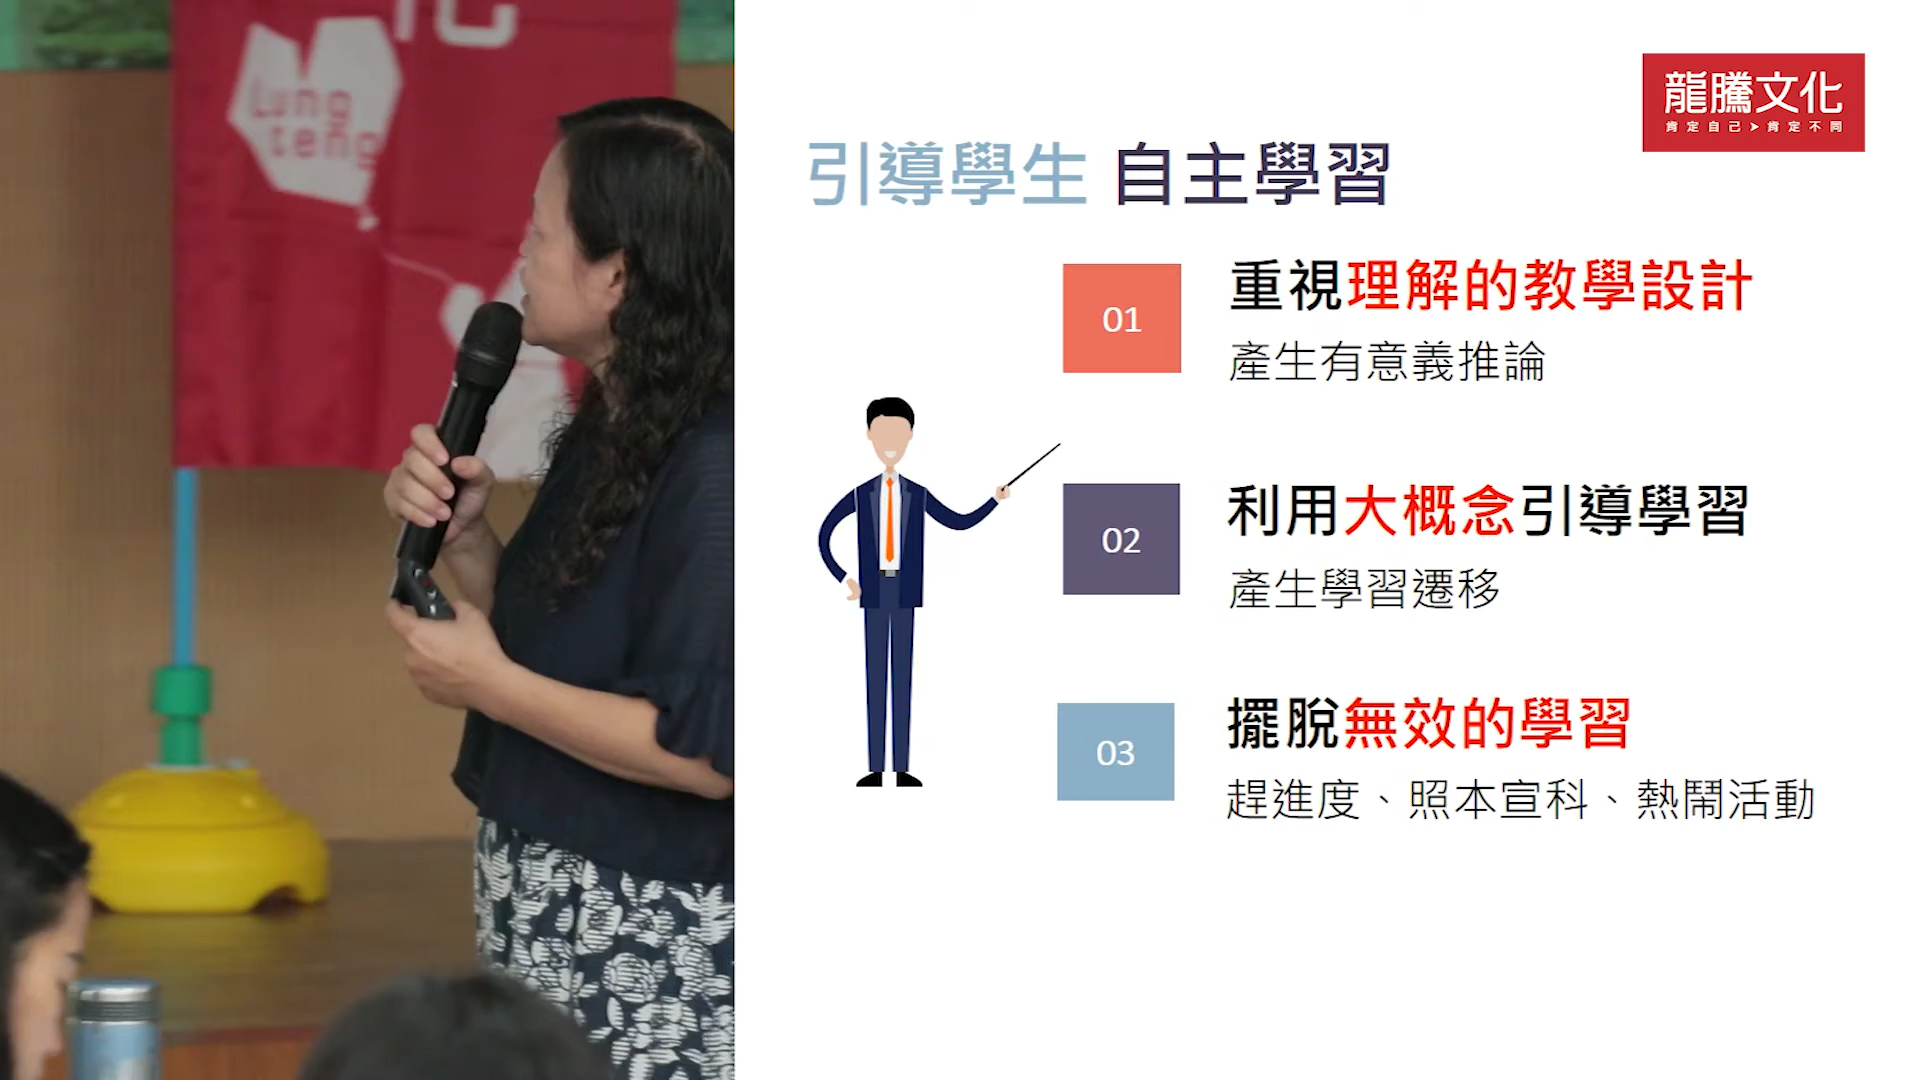 化
Lung
teng
龍騰文化
肯定自己➤肯定不同
引導學生 自主學習
01
重視理解的教學設計
產生有意義推論
02
利用大概念引導學習
產生學習遷移
03
擺脫無效的學習
趕進度、照本宣科、熱鬧活動